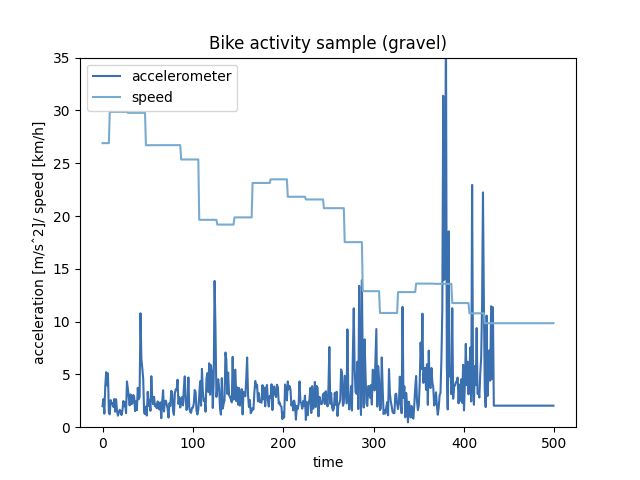 Bike activity sample (gravel)
accelerometer
speed
acceleration [m/s^2]/ speed [km/h]
35
30
25
20
15
10
5
0
0 100 200 300 400 500
time